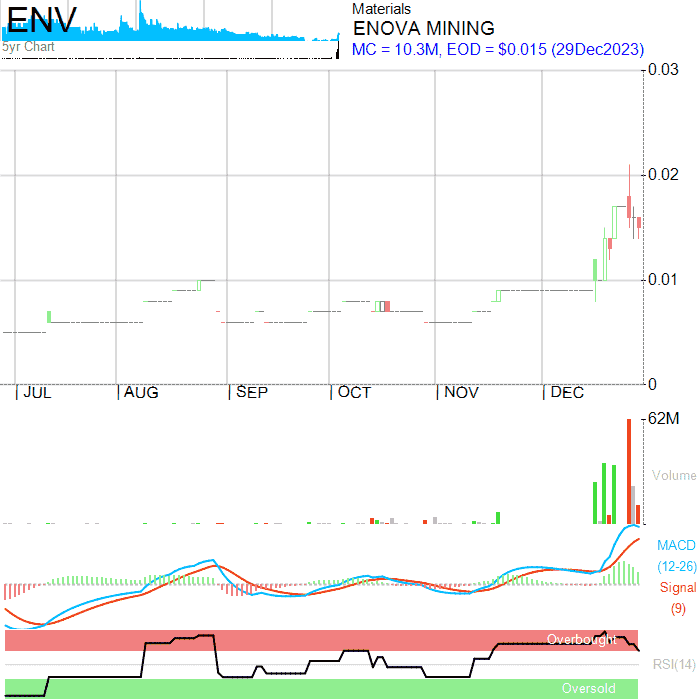 ENV
5yr Chart
Materials
ENOVA MINING
MC = 10.3M, EOD = $0.015 (29Dec2023)
0.03
0.02
0.01
0
JUL AUG SEP OCT NOV DEC
62M
Volume
MACD
(12-26)
Signal
(9)
Overbought
RSI(14)
Oversold